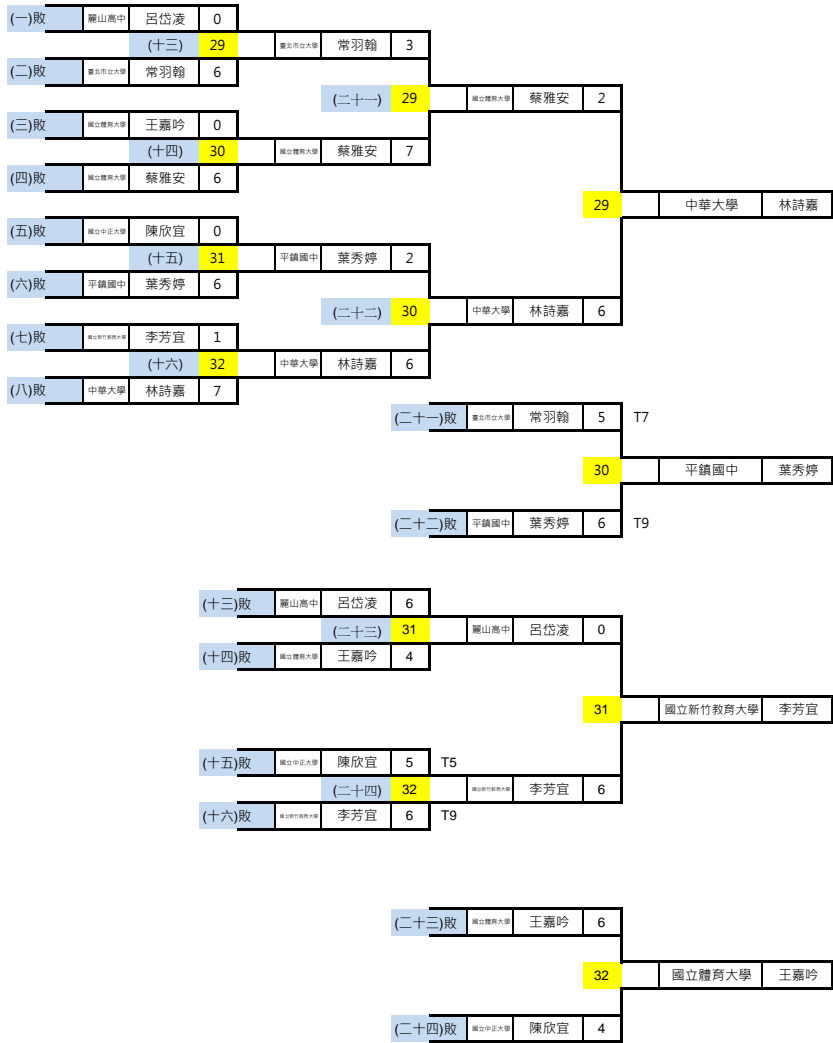 (一)敗 麗山高中 呂岱凌 0
(十三) 29 臺北市立大學 常羽翰 3
(二)敗 臺北市立大學 常羽翰 6
(二十一) 29 國立體育大學 蔡雅安 2
(三)敗 國立體育大學 王嘉吟 0
(十四) 30 國立體育大學 蔡雅安 7
(四)敗 國立體育大學 蔡雅安 6
29 中華大學 林詩嘉
(五)敗 國立中正大學 陳欣宜 0
(十五) 31 平鎮國中 葉秀婷 2
(六)敗 平鎮國中 葉秀婷 6
(二十二) 30 中華大學 林詩嘉 6
(七)敗 國立新竹教育大學 李芳宜 1
(十六) 32 中華大學 林詩嘉 6
(八)敗 中華大學 林詩嘉 7
(二十一)敗 臺北市立大學 常羽翰 5 T7
30 平鎮國中 葉秀婷
(二十二)敗 平鎮國中 葉秀婷 6 T9
(十三)敗 麗山高中 呂岱凌 6
(二十三) 31 麗山高中 呂岱凌 0
(十四)敗 國立體育大學 王嘉吟 4
31 國立新竹教育大學 李芳宜
(十五)敗 國立中正大學 陳欣宜 5 T5
(二十四) 32 國立新竹教育大學 李芳宜 6
(十六)敗 國立新竹教育大學 李芳宜 6 T9
(二十三)敗 國立體育大學 王嘉吟 6
32 國立體育大學 王嘉吟
(二十四)敗 國立中正大學 陳欣宜 4